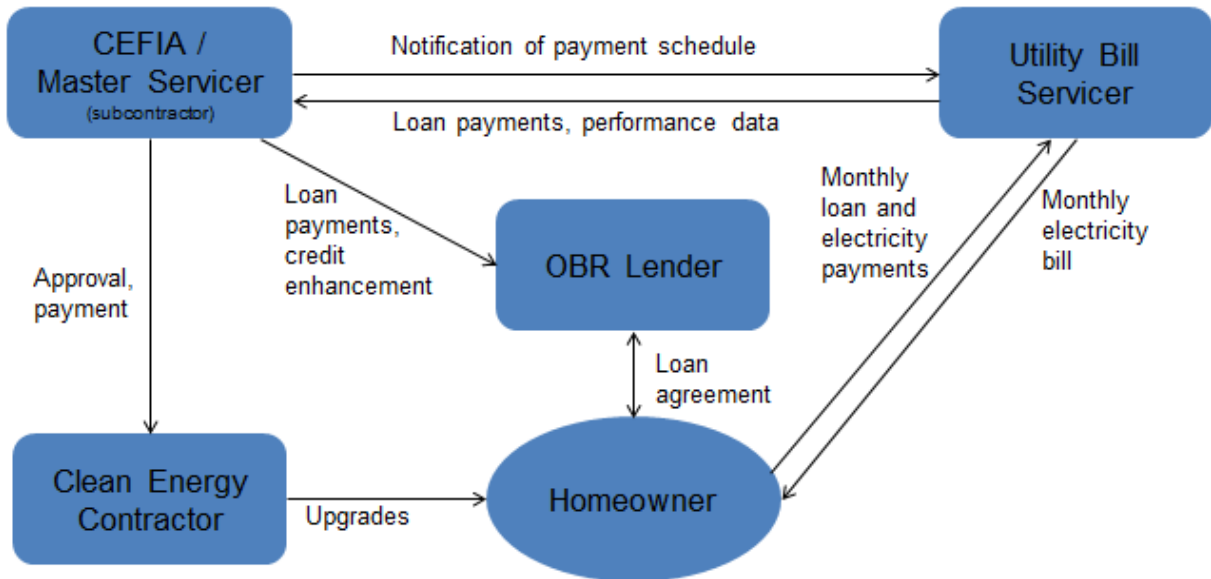 CEFIA /
Master Servicer
(subcontractor)
Notification of payment schedule
Utility Bill
Servicer
Loan payments, performance data
Loan
payments,
credit
enhancement
Monthly
loan and
electricity
payments
Monthly
electricity
bill
OBR Lender
Approval,
payment
Loan
agreement
Clean Energy
Contractor
Upgrades
Homeowner